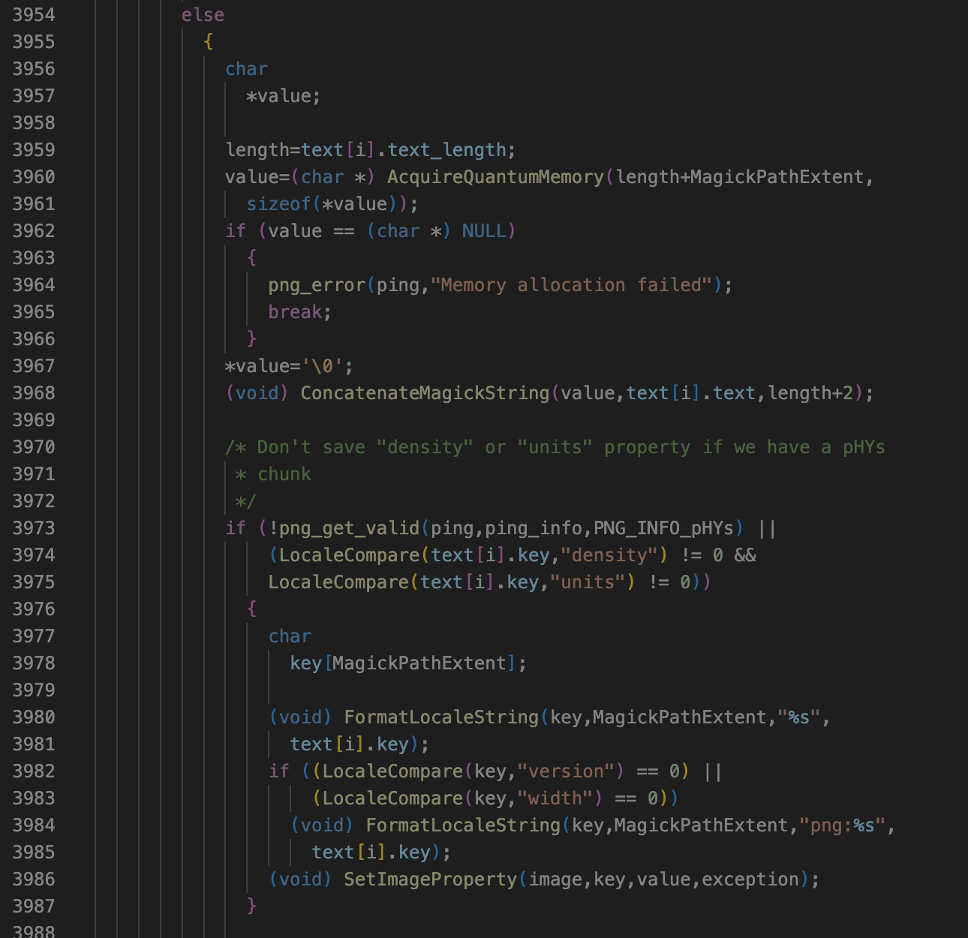 3954 else
3955 {
3956 char
3957 *value;
3958
3959 length=text[i].text_length;
3960 value=(char *) AcquireQuantumMemory(length+MagickPathExtent,
3961 sizeof(*value));
3962 if (value == (char *) NULL)
3963 {
3964 png_error(ping,"Memory allocation failed");
3965 break;
3966 }
3967 *value='\0';
3968 (void) ConcatenateMagickString(value,text[i].text,length+2);
3969
3970 /* Don't save "density" or "units" property if we have a pHYs
3971 * chunk
3972 */
3973 if (!png_get_valid(ping,ping_info,PNG_INFO_pHYs) ||
3974 (LocaleCompare(text[i].key,"density") != 0 &&
3975 LocaleCompare(text[i].key,"units") != 0))
3976 {
3977 char
3978 key[MagickPathExtent];
3979
3980 (void) FormatLocaleString(key,MagickPathExtent,"%s",
3981 text[i].key);
3982 if ((LocaleCompare(key,"version") == 0) ||
3983 (LocaleCompare(key,"width") == 0))
3984 (void) FormatLocaleString(key,MagickPathExtent,"png:%s",
3985 text[i].key);
3986 (void) SetImageProperty(image,key,value,exception);
3987 }
3988